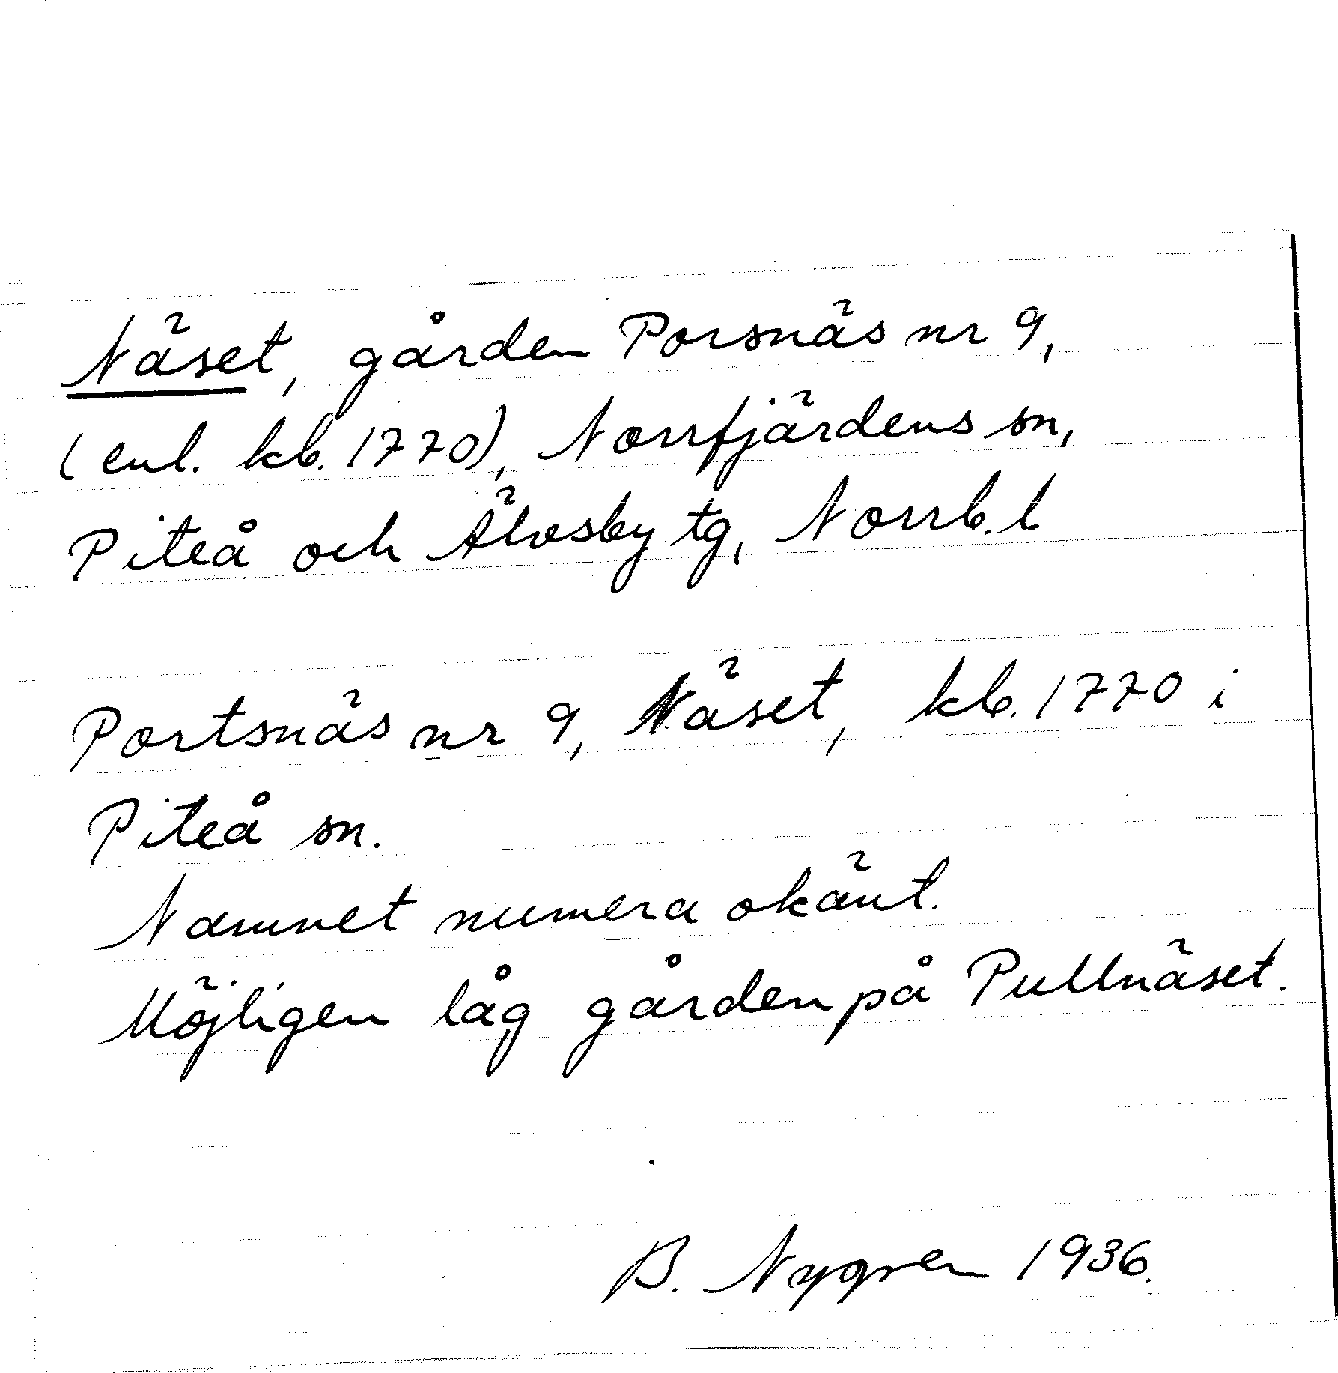 Näset, gården Porsnäs nr 9,
(enl. kb. 1770), Norrfjärdens sn,
Piteå och Älvsby tg, Norrb. l
Portsnäs nr 9, Näset, kb. 1770 i
Piteå sn.
Namnet numera okänt.
Möjligen låg gården på Pullnäset.
B. Nygren 1936.